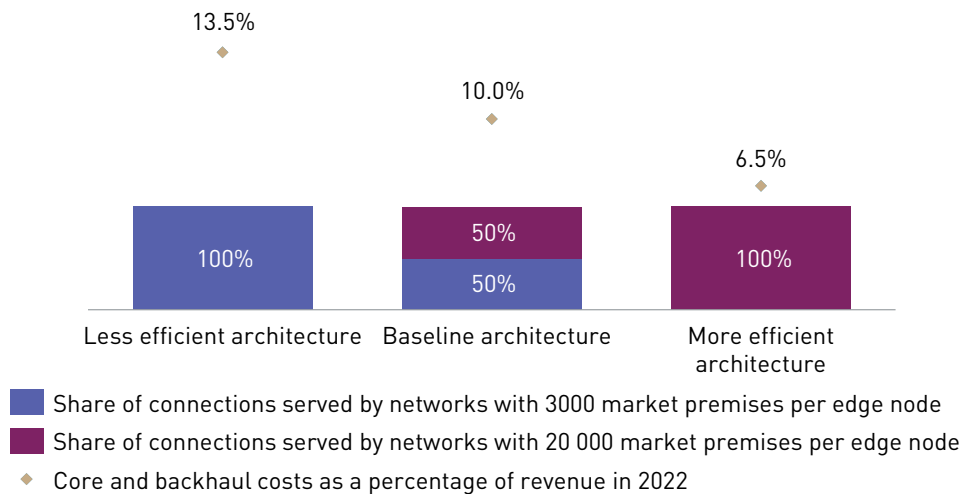 13.5%
10.0%
6.5%
100%
50%
50%
100%
Less efficient architecture
Baseline architecture
More efficient
architecture
Share of connections served by networks with 3000 market premises per edge node
Share of connections served by networks with 20 000 market premises per edge node
Core and backhaul costs as a percentage of revenue in 2022